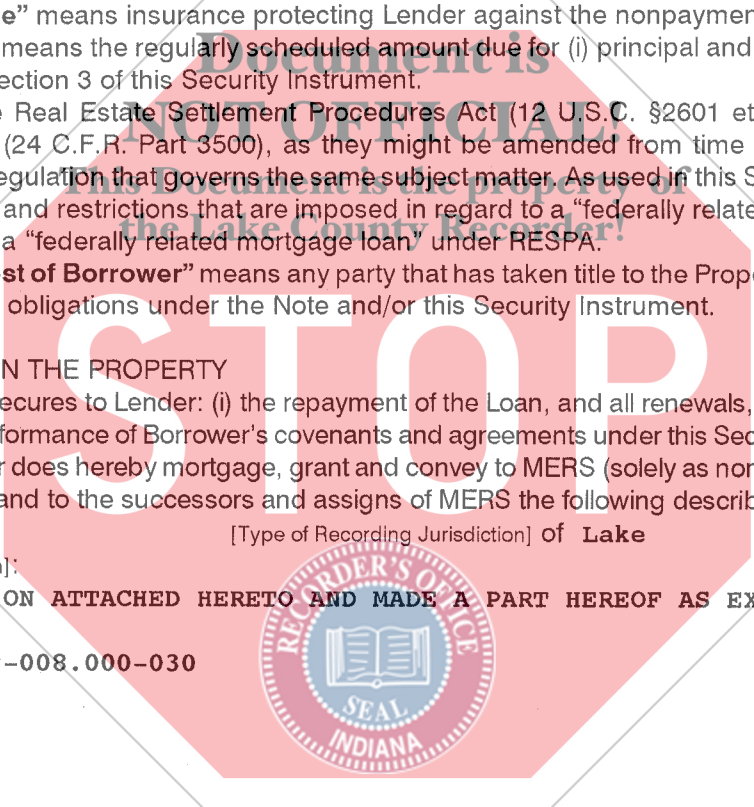 e” means insurance protecting Lender against the nonpaymen
means the regularly scheduled amount due for (i) principal and
Document is
ection 3 of this Security Instrument.
e Real Estate Settlement Procedures Act (12 U.S.C. §2601 et
NOT OFFICIAL!
(24 C.F.R. Part 3500), as they might be amended from time
egulation that governs the same subject matter. As used in this S
This Document is the property of
and restrictions that are imposed in regard to a “federally relate
the Lake County Recorder!
a “federally related mortgage loan” under RESPA.
st of Borrower” means any party that has taken title to the Prope
obligations under the Note and/or this Security Instrument.
STOP
N THE PROPERTY
ecures to Lender: (i) the repayment of the Loan, and all renewals,
formance of Borrower’s covenants and agreements under this Sec
r does hereby mortgage, grant and convey to MERS (solely as nom
and to the successors and assigns of MERS the following describ
[Type of Recording Jurisdiction] of Lake
]:
ON ATTACHED HERETO AND MADE A PART HEREOF AS EX
-008.000-030
RECORDER'S OFFICE
SEAL
INDIANA